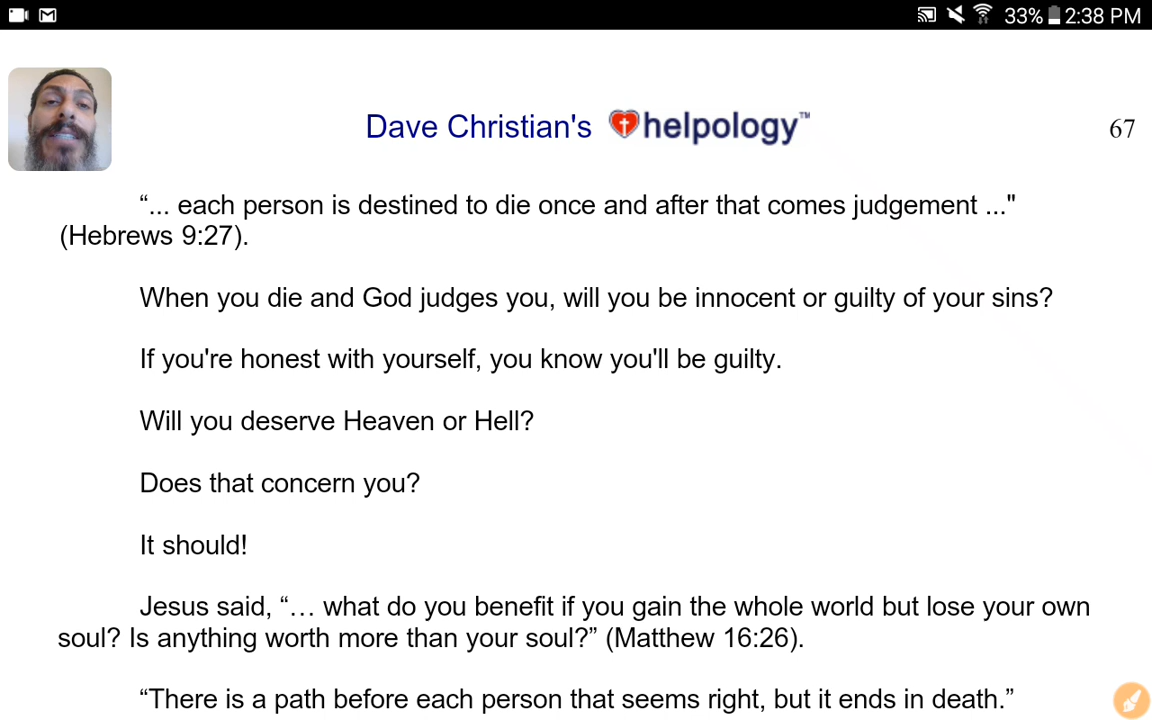 33% 2:38 PM
Dave Christian's helpology™ 67
“... each person is destined to die once and after that comes judgement ..."
(Hebrews 9:27).
When you die and God judges you, will you be innocent or guilty of your sins?
If you're honest with yourself, you know you'll be guilty.
Will you deserve Heaven or Hell?
Does that concern you?
It should!
Jesus said, “… what do you benefit if you gain the whole world but lose your own
soul? Is anything worth more than your soul?” (Matthew 16:26).
“There is a path before each person that seems right, but it ends in death.”